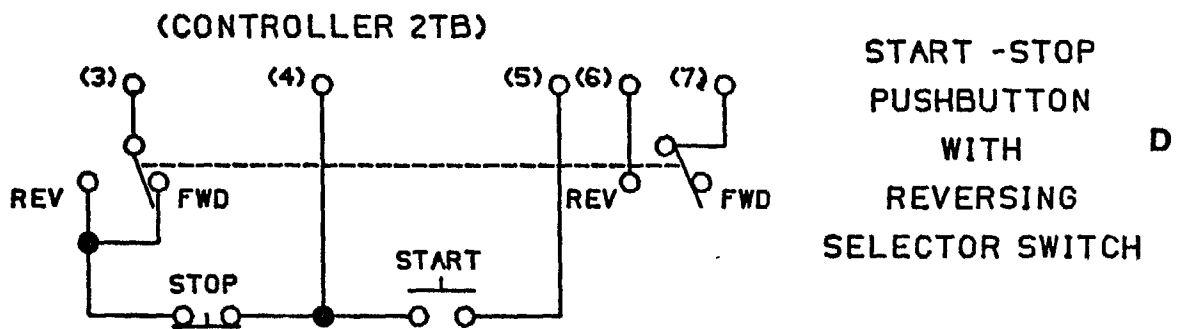 (CONTROLLER 2TB)
(3) (4) (5) (6) (7)
REV FWD REV FWD
STOP START
START -STOP
PUSHBUTTON
WITH
REVERSING
SELECTOR SWITCH
D